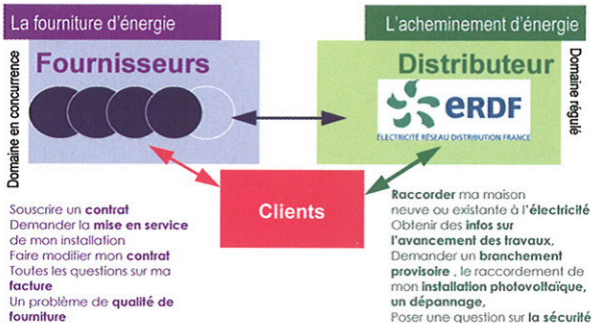 La fourniture d'énergie
L'acheminement d'énergie
Domaine en concurrence
Fournisseurs
Distributeur
Domaine régulé
eRDF
ÉLECTRICITÉ RÉSEAU DISTRIBUTION FRANCE
Clients
Souscrire un contrat
Demander la mise en service
de mon installation
Faire modifier mon contrat
Toutes les questions sur ma
facture
Un problème de qualité de
fourniture
Raccorder ma maison
neuve ou existante à l'électricité
Obtenir des infos sur
l'avancement des travaux,
Demander un branchement
provisoire , le raccordement de
mon installation photovoltaïque,
un dépannage,
Poser une question sur la sécurité